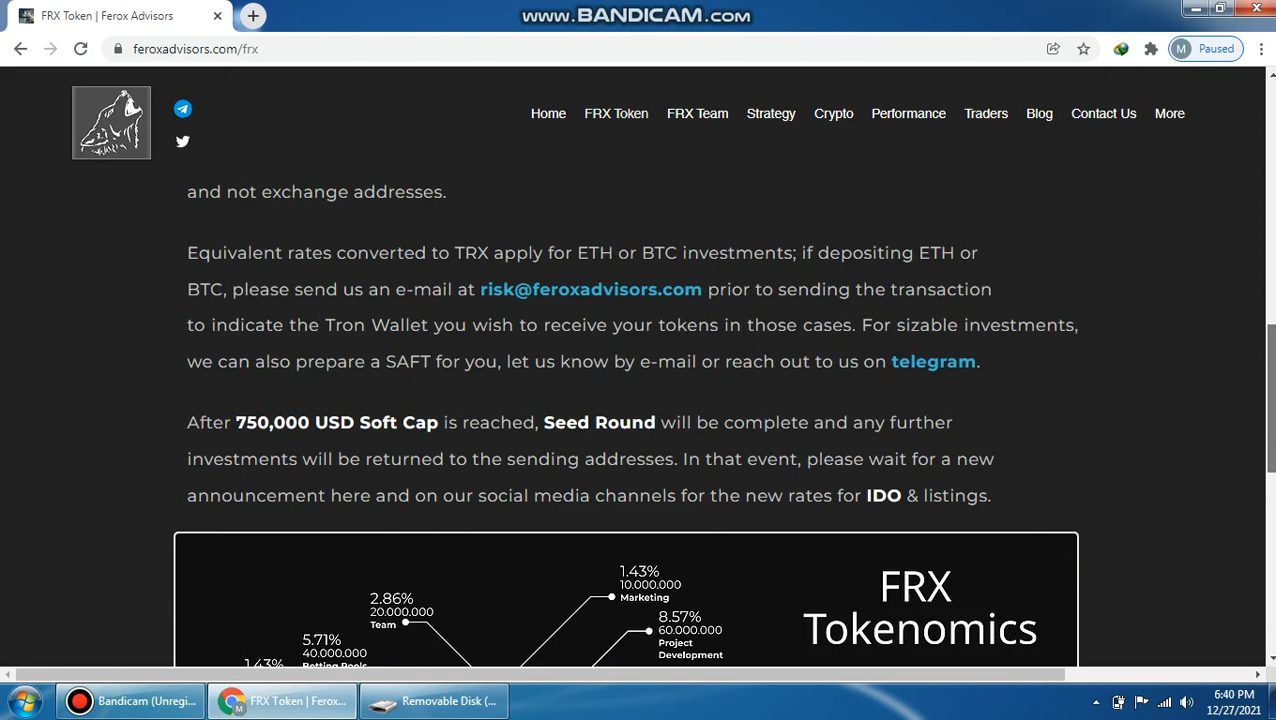 FRX Token | Ferox Advisors
www.BANDICAM.com
feroxadvisors.com/frx
M Paused
Home FRX Token FRX Team Strategy Crypto Performance Traders Blog Contact Us More
and not exchange addresses.
Equivalent rates converted to TRX apply for ETH or BTC investments; if depositing ETH or
BTC, please send us an e-mail at risk@feroxadvisors.com prior to sending the transaction
to indicate the Tron Wallet you wish to receive your tokens in those cases. For sizable investments,
we can also prepare a SAFT for you, let us know by e-mail or reach out to us on telegram.
After 750,000 USD Soft Cap is reached, Seed Round will be complete and any further
investments will be returned to the sending addresses. In that event, please wait for a new
announcement here and on our social media channels for the new rates for IDO & listings.
1.43%
10.000.000
Marketing
2.86%
20.000.000
Team
8.57%
60.000.000
Project
Development
5.71%
40.000.000
Betting Pools
1.43%
FRX
Tokenomics
Bandicam (Unregi...
M
FRX Token | Ferox...
Removable Disk (...
6:40 PM
12/27/2021